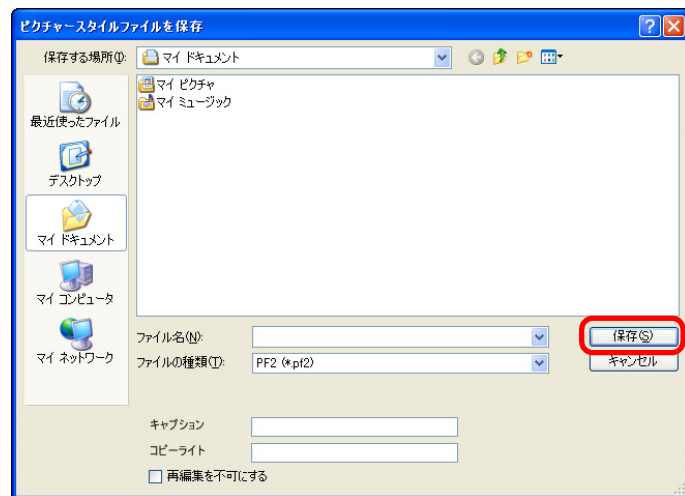 ピクチャースタイルファイルを保存
保存する場所(I):
マイ ドキュメント
マイ ピクチャ
マイ ミュージック
最近使ったファイル
デスクトップ
マイ ドキュメント
マイ コンピュータ
マイ ネットワーク
ファイル名(N):
保存(S)
ファイルの種類(T):
PF2 (*.pf2)
キャンセル
キャプション
コピーライト
再編集を不可にする